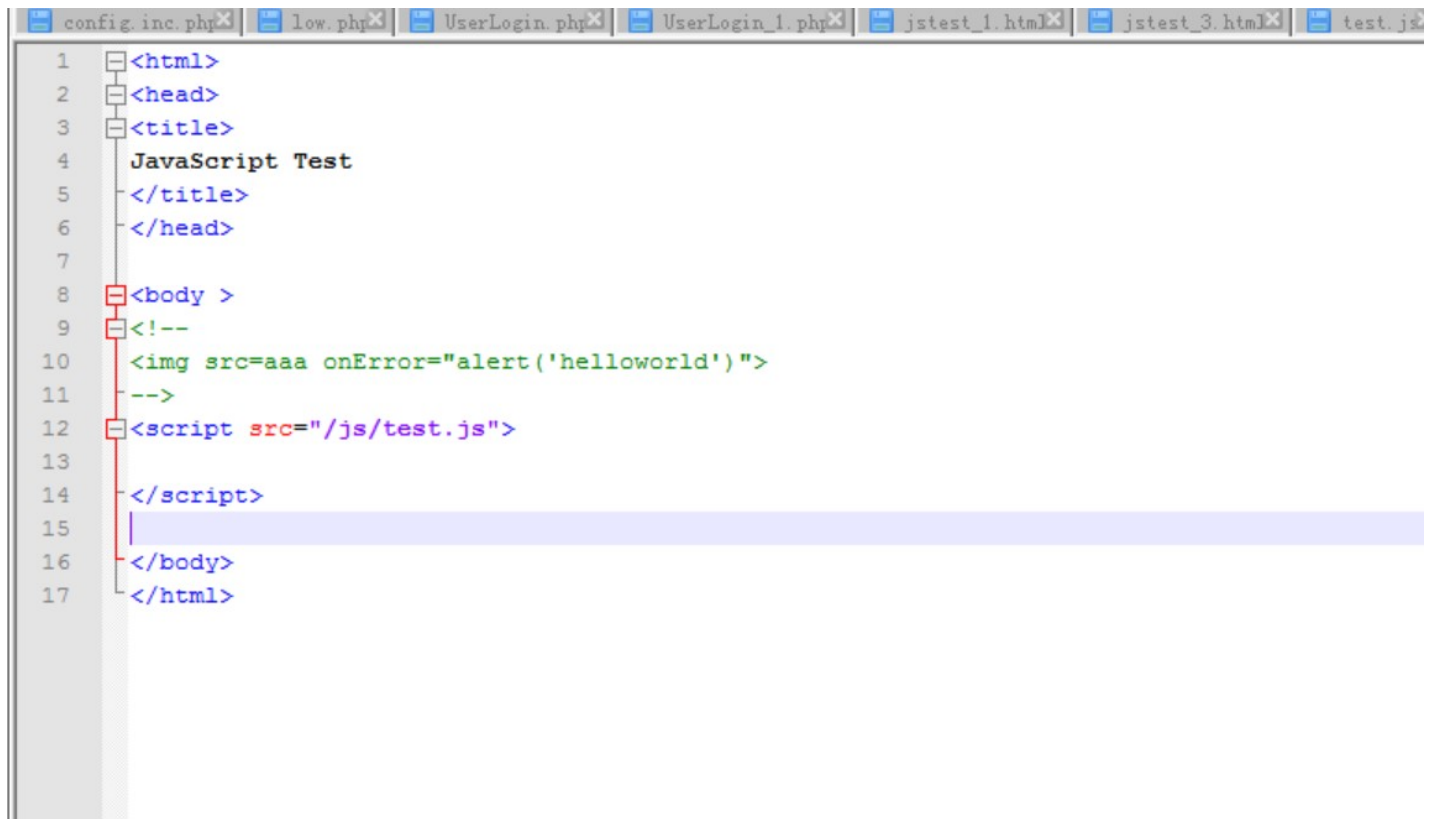 config.inc.php low.php UserLogin.php UserLogin_1.php jstest_1.html jstest_3.html test.js
1 <html>
2 <head>
3 <title>
4 JavaScript Test
5 </title>
6 </head>
7
8 <body >
9 <!--
10 <img src=aaa onError="alert('helloworld')">
11 -->
12 <script src="/js/test.js">
13
14 </script>
15
16 </body>
17 </html>